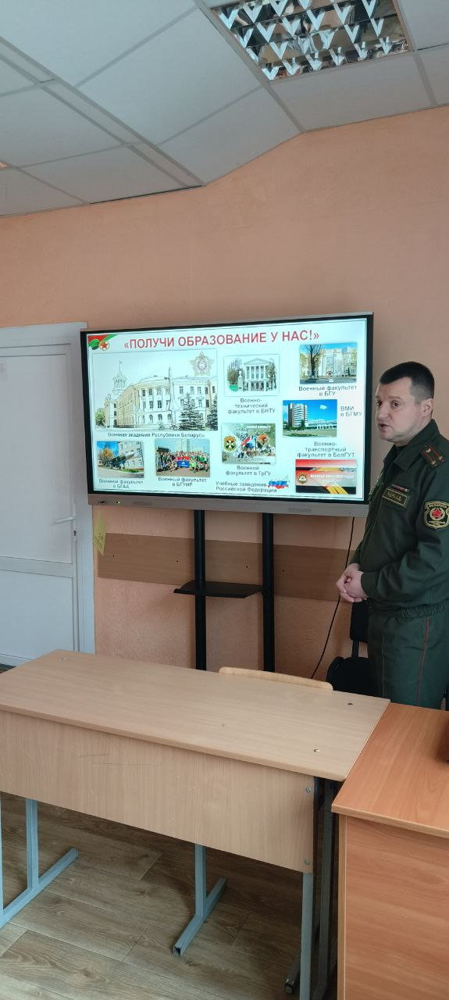 «ПОЛУЧИ ОБРАЗОВАНИЕ У НАС!»
Военная академия Республики Беларусь
Военно-
технический
факультет в БНТУ
Военный факультет
в БГУ
ВМИ
в БГМУ
Военный факультет
в БГАА
Военный факультет
в БГУИР
Военной
факультет в ГрГУ
Военно-
транспортный
факультет в БелГУТ
Учебные заведения
Российской Федерации